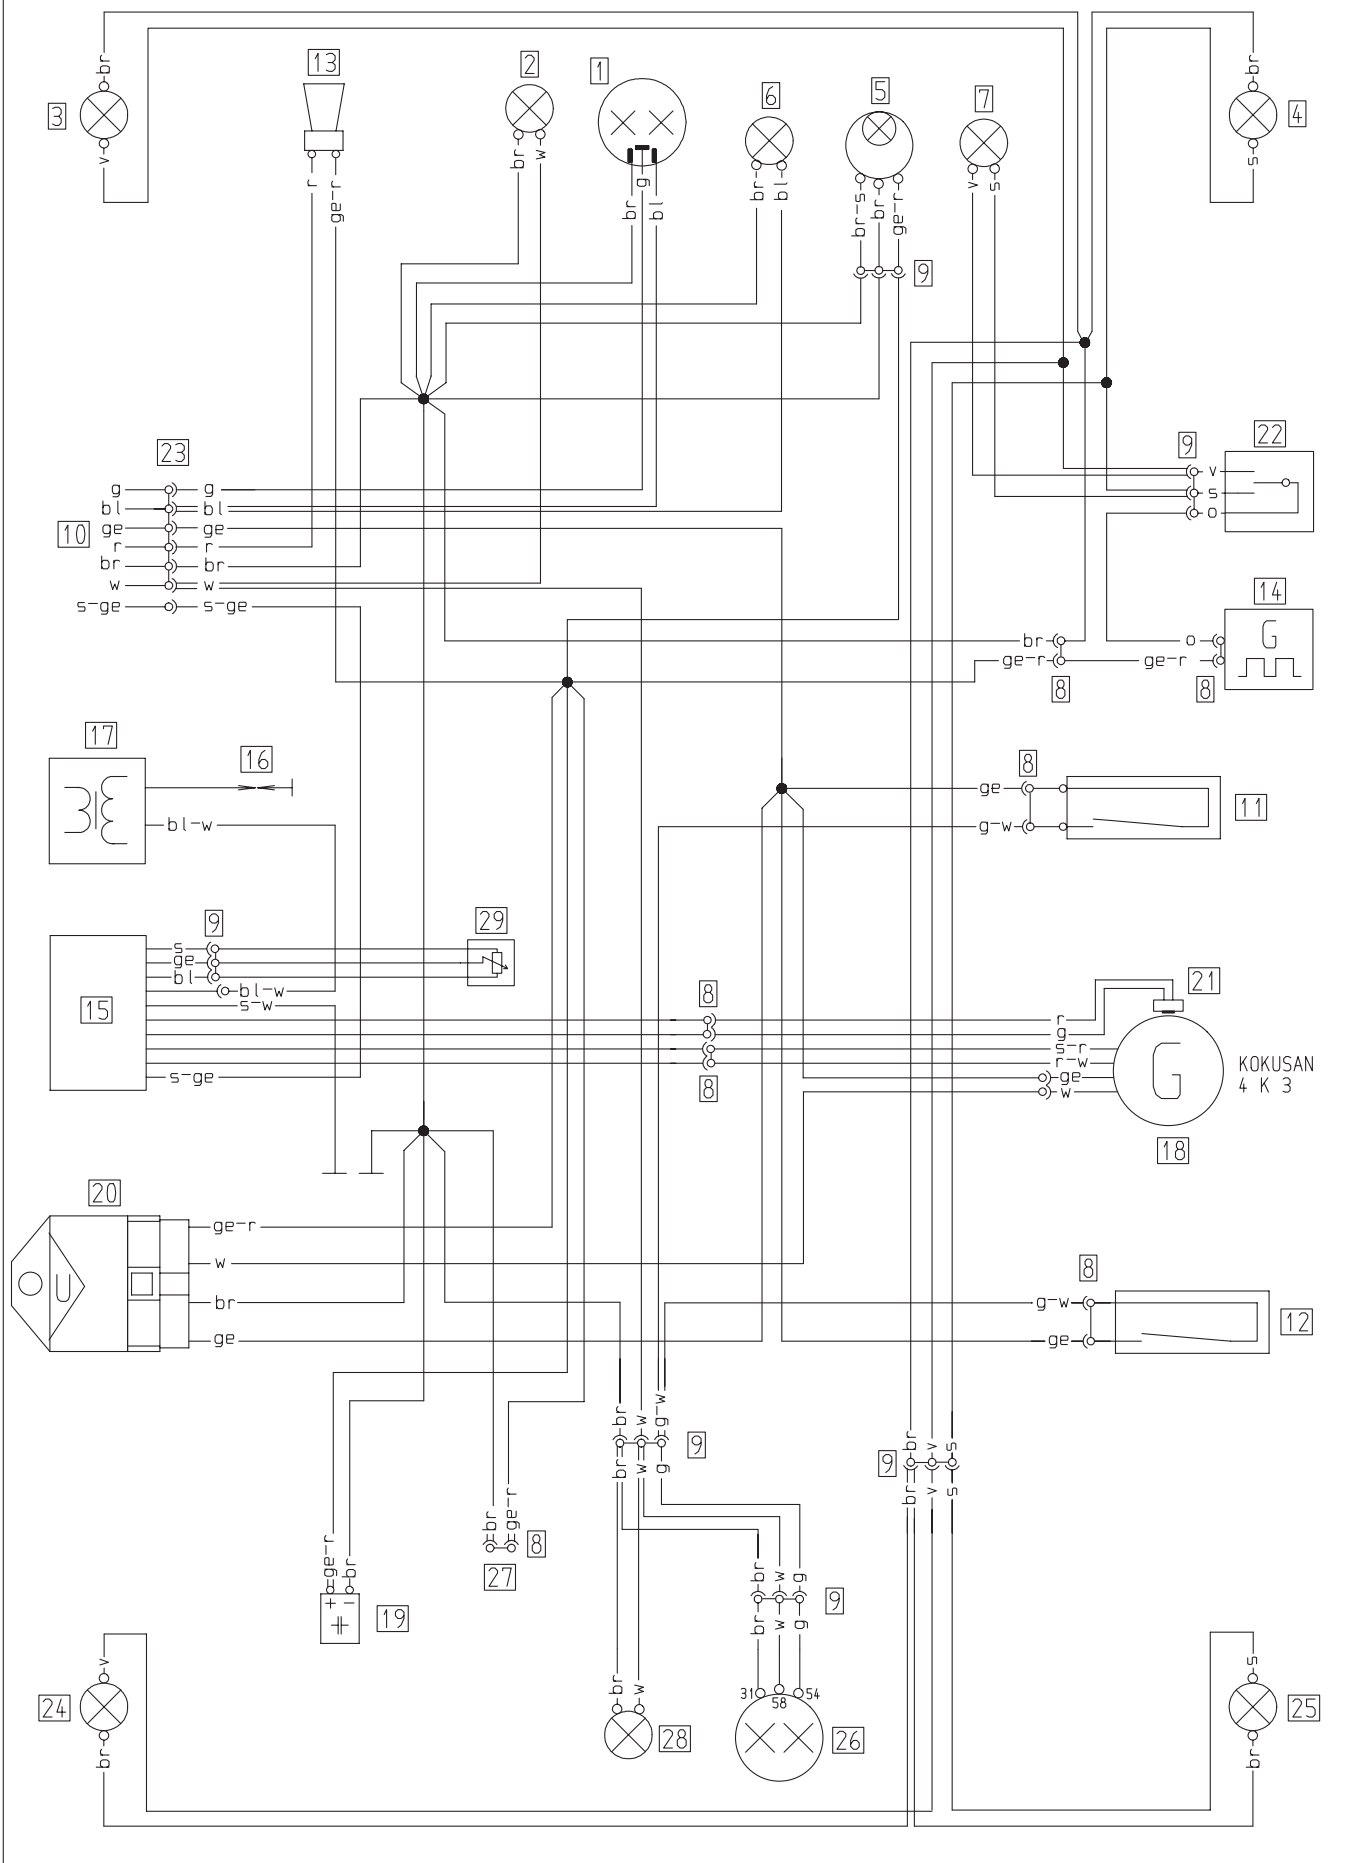 13
2
1
6
5
7
3
4
br
v
r
ge-r
br
w
br
g
bl
br
bl
br-s
br
ge-r
9
v
s
br
s
23
10
g g
bl bl
ge ge
r r
br br
w w
s-ge s-ge
9
22
v
s
o
14
G
br
ge-r
8
o
ge-r
8
17
16
bl-w
8
ge
g-w
11
15
9
s
ge
bl
bl-w
s-w
s-ge
29
8
8
21
r
g
s-r
r-w
ge
w
G
KOKUSAN
4 K 3
18
20
U
ge-r
w
br
ge
8
g-w
ge
12
br
w
g-w
9
br
w
g
9
br
v
s
br
v
s
br
ge-r
8
27
ge-r
br
+ -
19
br
w
g
9
br
w
g
31
58
54
26
br
w
28
24
v
br
25
s
br